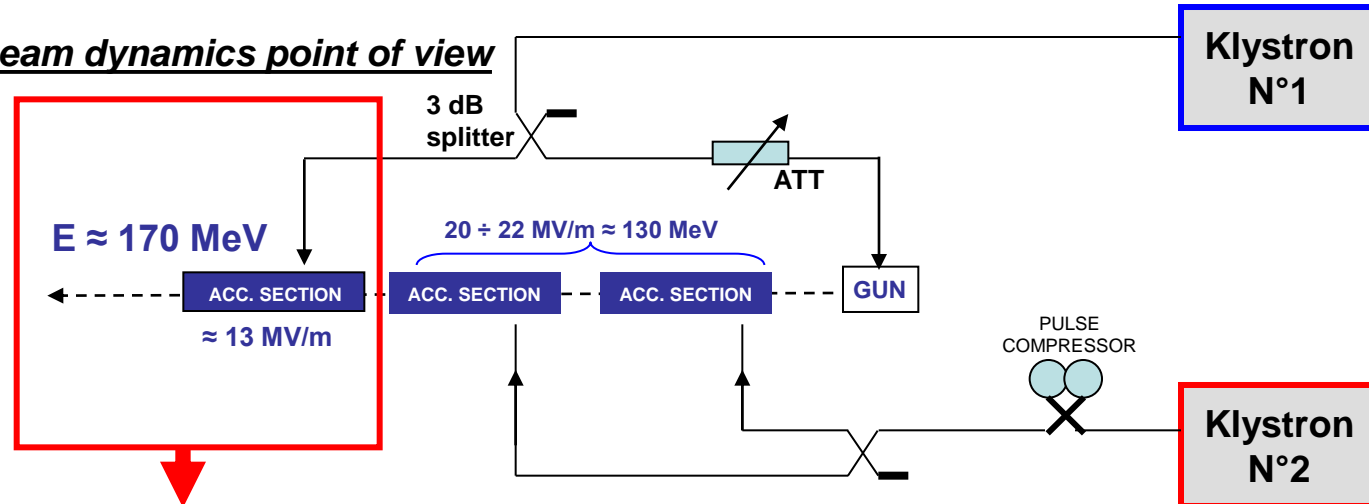 eam dynamics point of view
Klystron
N°1
3 dB
splitter
ATT
E ≈ 170 MeV
20 ÷ 22 MV/m ≈ 130 MeV
ACC. SECTION
ACC. SECTION
ACC. SECTION
GUN
≈ 13 MV/m
PULSE
COMPRESSOR
Klystron
N°2